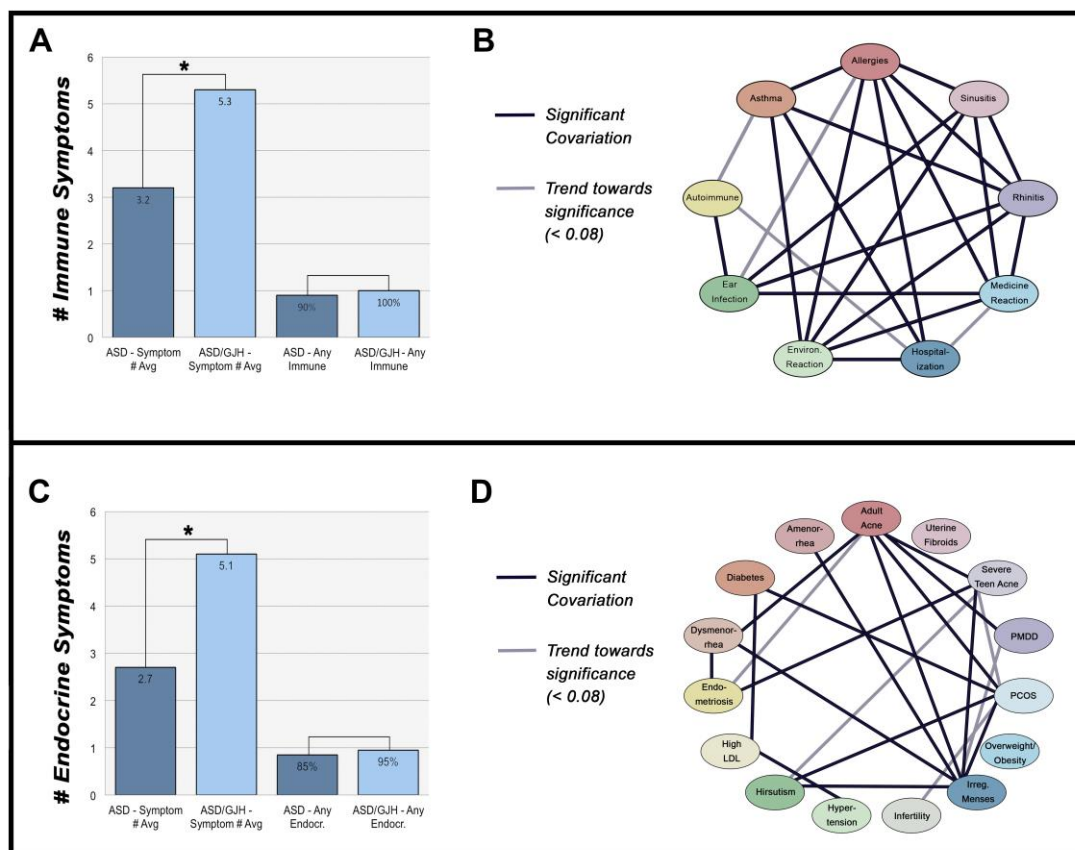 A
# Immune Symptoms
6
5
4
3
2
1
0
*
3.2
5.3
90%
100%
ASD - Symptom
# Avg
ASD/GJH -
Symptom # Avg
ASD - Any
Immune
ASD/GJH - Any
Immune
B
Significant
Covariation
Trend towards
significance
(< 0.08)
Allergies
Asthma
Sinusitis
Autoimmune
Rhinitis
Ear
Infection
Medicine
Reaction
Environ.
Reaction
Hospital-
ization
C
# Endocrine Symptoms
6
5
4
3
2
1
0
*
2.7
5.1
85%
95%
ASD - Symptom
# Avg
ASD/GJH -
Symptom # Avg
ASD - Any
Endocr.
ASD/GJH - Any
Endocr.
D
Significant
Covariation
Trend towards
significance
(< 0.08)
Adult
Acne
Amenor-
rhea
Uterine
Fibroids
Diabetes
Severe
Teen Acne
Dysmenor-
rhea
PMDD
Endo-
metriosis
PCOS
High
LDL
Overweight/
Obesity
Hirsutism
Irreg.
Menses
Hyper-
tension
Infertility